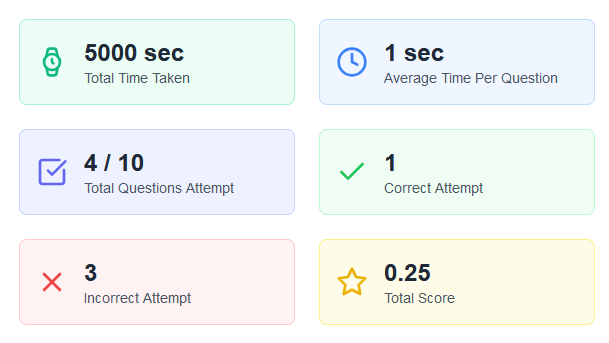 5000 sec
Total Time Taken
1 sec
Average Time Per Question
4 / 10
Total Questions Attempt
1
Correct Attempt
3
Incorrect Attempt
0.25
Total Score